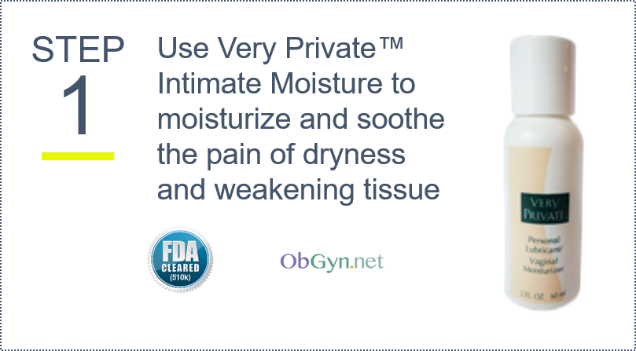 STEP
1
Use Very Private™
Intimate Moisture to
moisturize and soothe
the pain of dryness
and weakening tissue
FDA
CLEARED
(510k)
ObGyn.net
VERY
PRIVATE
Personal
Lubricant
Vaginal
Moisturizer
2 FL OZ 60 ml